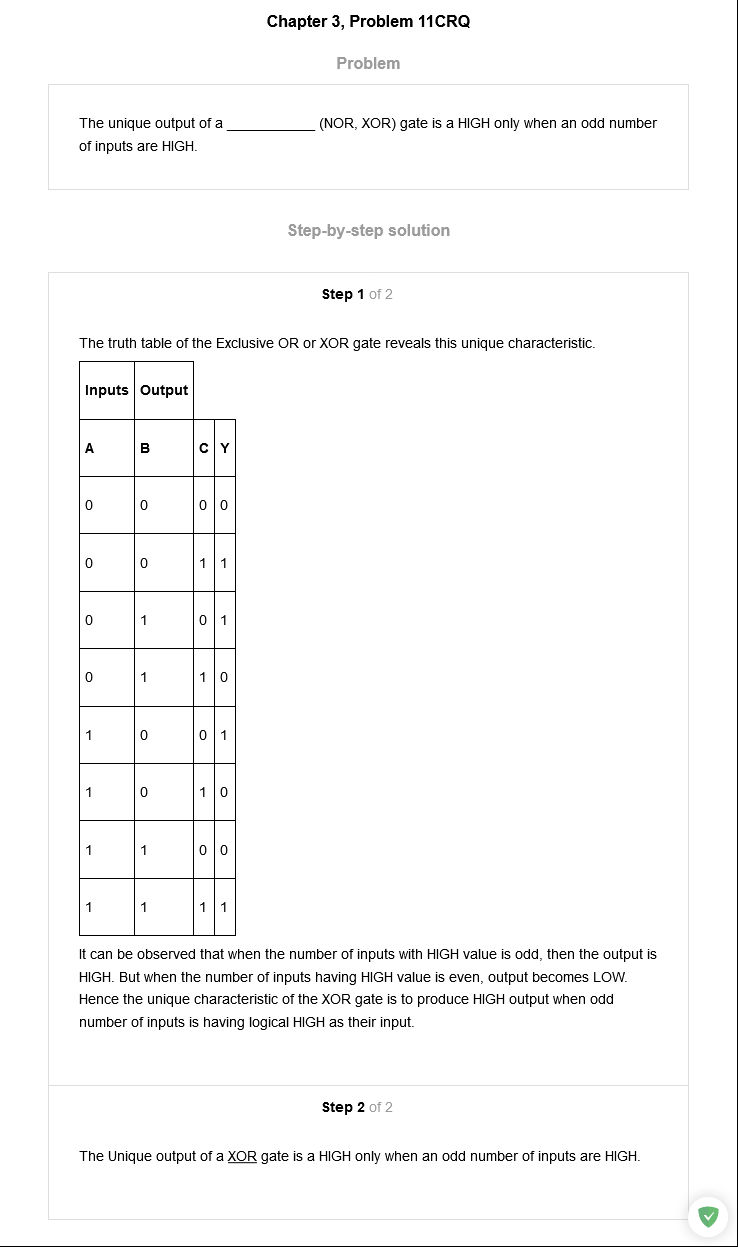 Chapter 3, Problem 11CRQ
Problem
The unique output of a ____________ (NOR, XOR) gate is a HIGH only when an odd number
of inputs are HIGH.
Step-by-step solution
Step 1 of 2
The truth table of the Exclusive OR or XOR gate reveals this unique characteristic.
Inputs Output
A B C Y
0 0 0 0
0 0 1 1
0 1 0 1
0 1 1 0
1 0 0 1
1 0 1 0
1 1 0 0
1 1 1 1
It can be observed that when the number of inputs with HIGH value is odd, then the output is
HIGH. But when the number of inputs having HIGH value is even, output becomes LOW.
Hence the unique characteristic of the XOR gate is to produce HIGH output when odd
number of inputs is having logical HIGH as their input.
Step 2 of 2
The Unique output of a XOR gate is a HIGH only when an odd number of inputs are HIGH.